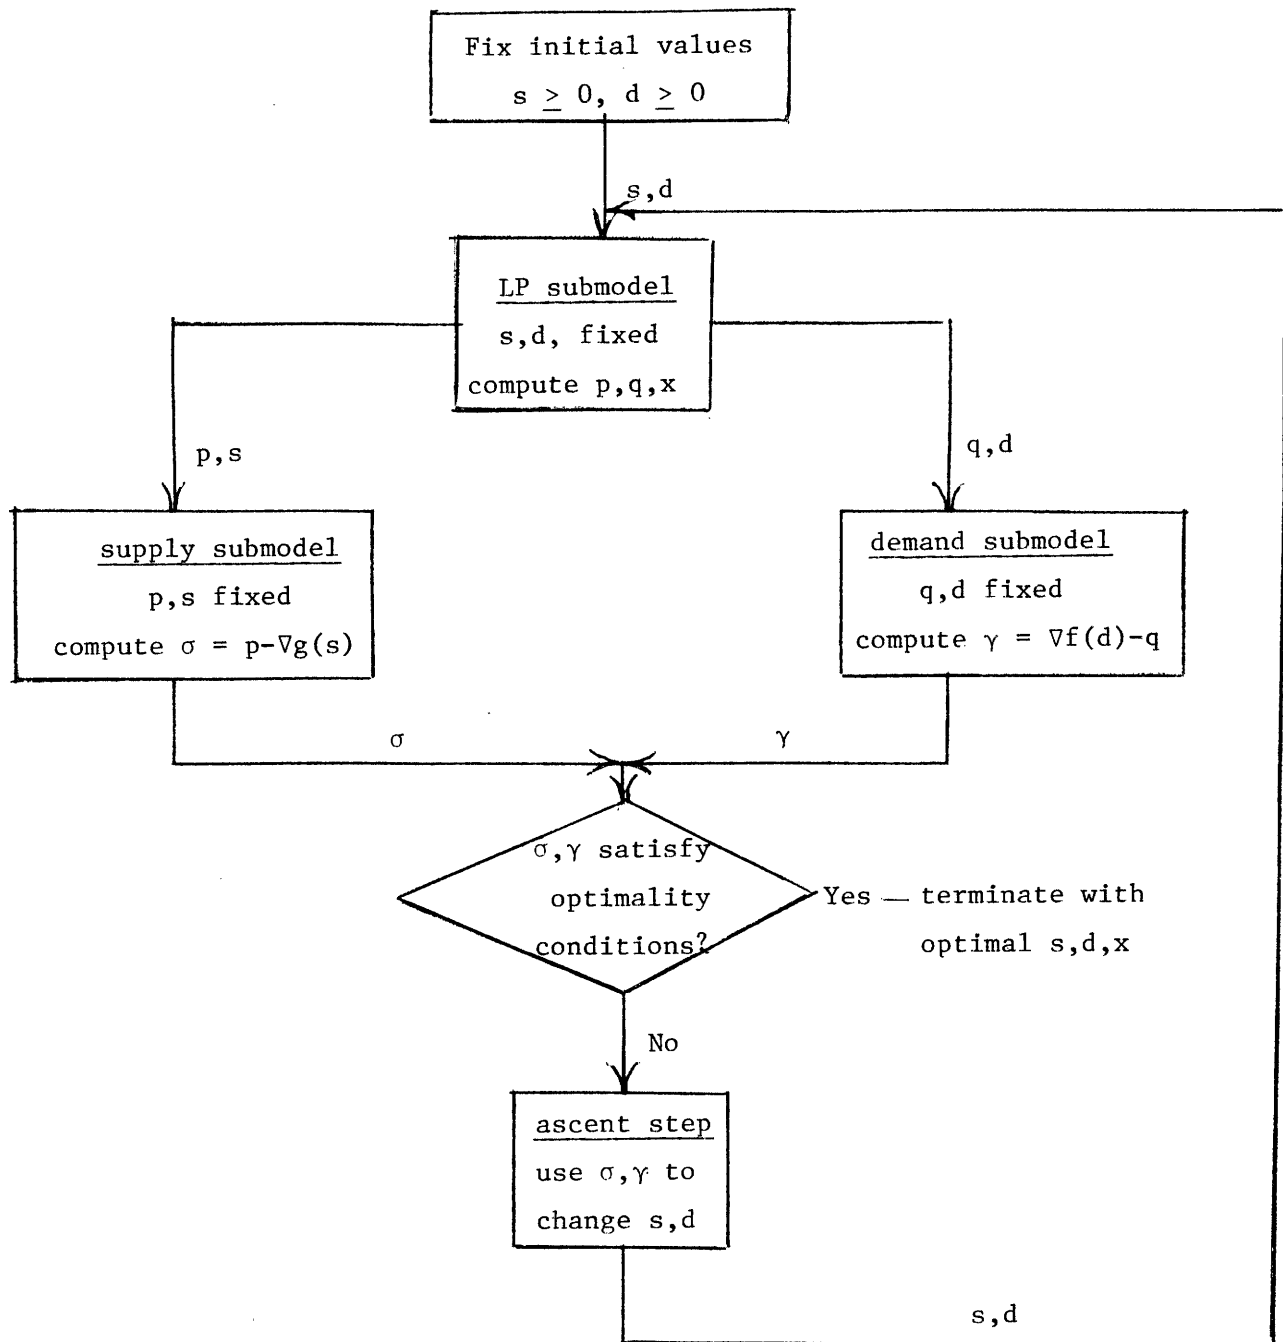 Fix initial values
s ≥ 0, d ≥ 0
s,d
LP submodel
s,d, fixed
compute p,q,x
p,s
q,d
supply submodel
p,s fixed
compute σ = p-∇g(s)
demand submodel
q,d fixed
compute γ = ∇f(d)-q
σ
γ
σ,γ satisfy
optimality
conditions?
Yes — terminate with
optimal s,d,x
No
ascent step
use σ,γ to
change s,d
s,d